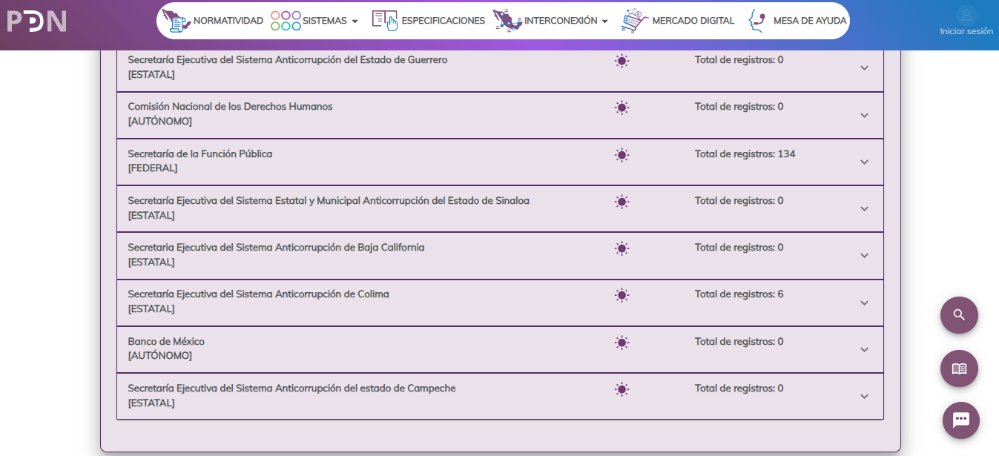 PDN
NORMATIVIDAD
SISTEMAS
ESPECIFICACIONES
INTERCONEXIÓN
MERCADO DIGITAL
MESA DE AYUDA
Iniciar sesión
Secretaría Ejecutiva del Sistema Anticorrupción del Estado de Guerrero
[ESTATAL]
Total de registros: 0
Comisión Nacional de los Derechos Humanos
[AUTÓNOMO]
Total de registros: 0
Secretaría de la Función Pública
[FEDERAL]
Total de registros: 134
Secretaría Ejecutiva del Sistema Estatal y Municipal Anticorrupción del Estado de Sinaloa
[ESTATAL]
Total de registros: 0
Secretaria Ejecutiva del Sistema Anticorrupción de Baja California
[ESTATAL]
Total de registros: 0
Secretaría Ejecutiva del Sistema Anticorrupción de Colima
[ESTATAL]
Total de registros: 6
Banco de México
[AUTÓNOMO]
Total de registros: 0
Secretaría Ejecutiva del Sistema Anticorrupción del estado de Campeche
[ESTATAL]
Total de registros: 0